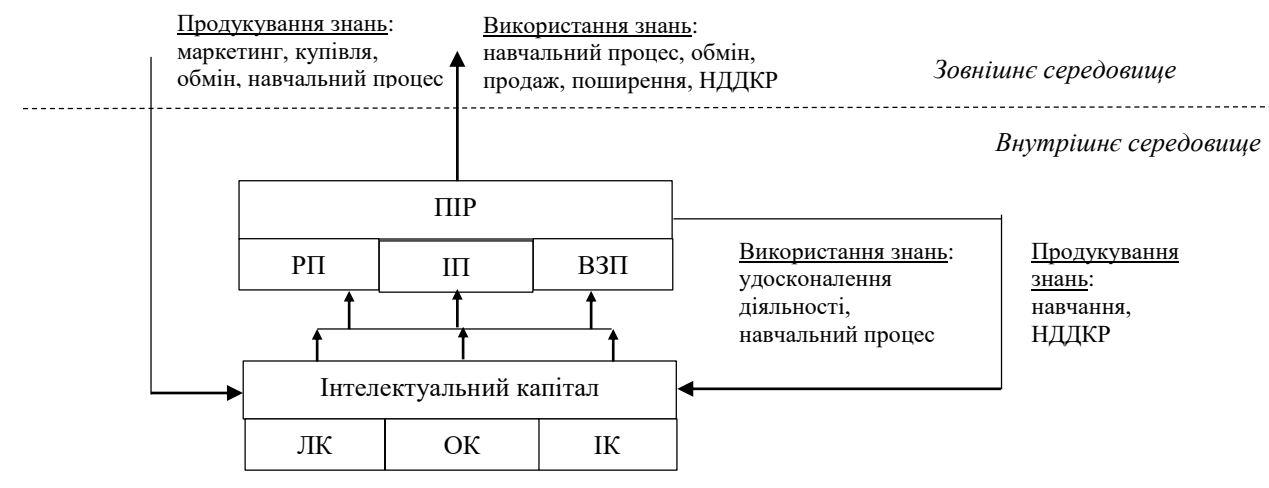 Продукування знань:
маркетинг, купівля,
обмін, навчальний процес
Використання знань:
навчальний процес, обмін,
продаж, поширення, НДДКР
Зовнішнє середовище
Внутрішнє середовище
ПІР
РП
ІП
ВЗП
Використання знань:
удосконалення
діяльності,
навчальний процес
Продукування
знань:
навчання,
НДДКР
Інтелектуальний капітал
ЛК
ОК
ІК